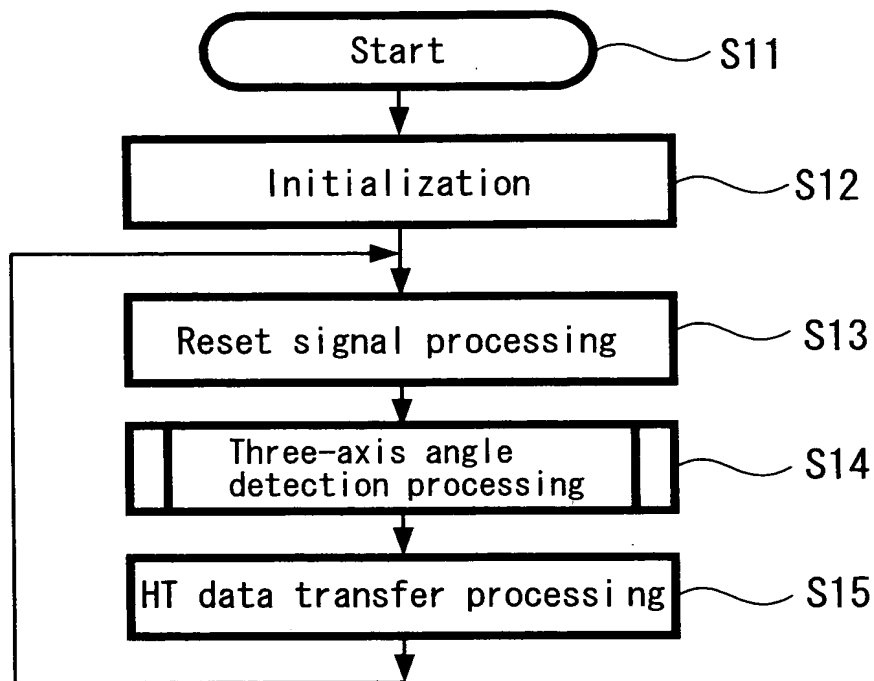 Start
S11
Initialization
S12
Reset signal processing
S13
Three-axis angle
detection processing
S14
HT data transfer processing
S15